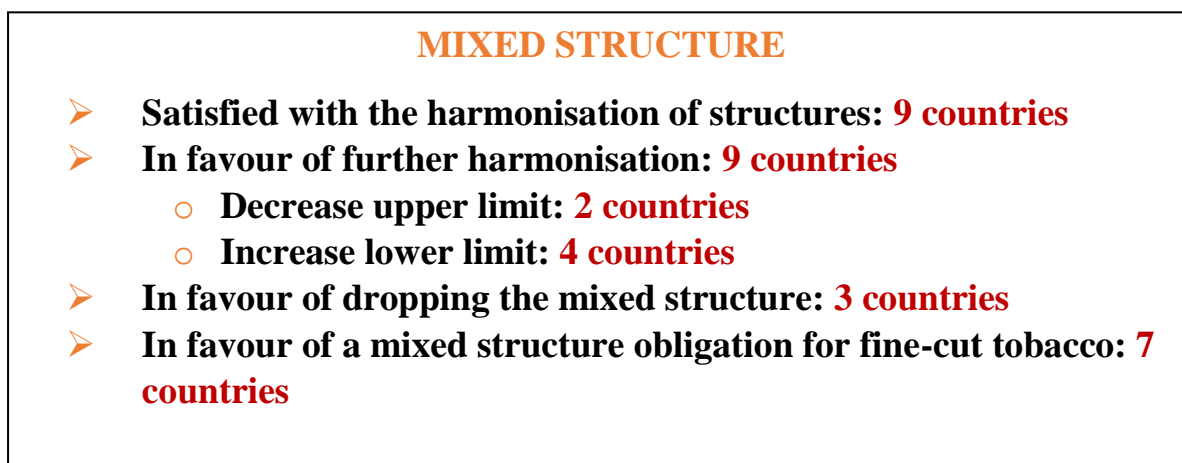 MIXED STRUCTURE
➢ Satisfied with the harmonisation of structures: 9 countries
➢ In favour of further harmonisation: 9 countries
o Decrease upper limit: 2 countries
o Increase lower limit: 4 countries
➢ In favour of dropping the mixed structure: 3 countries
➢ In favour of a mixed structure obligation for fine-cut tobacco: 7
countries